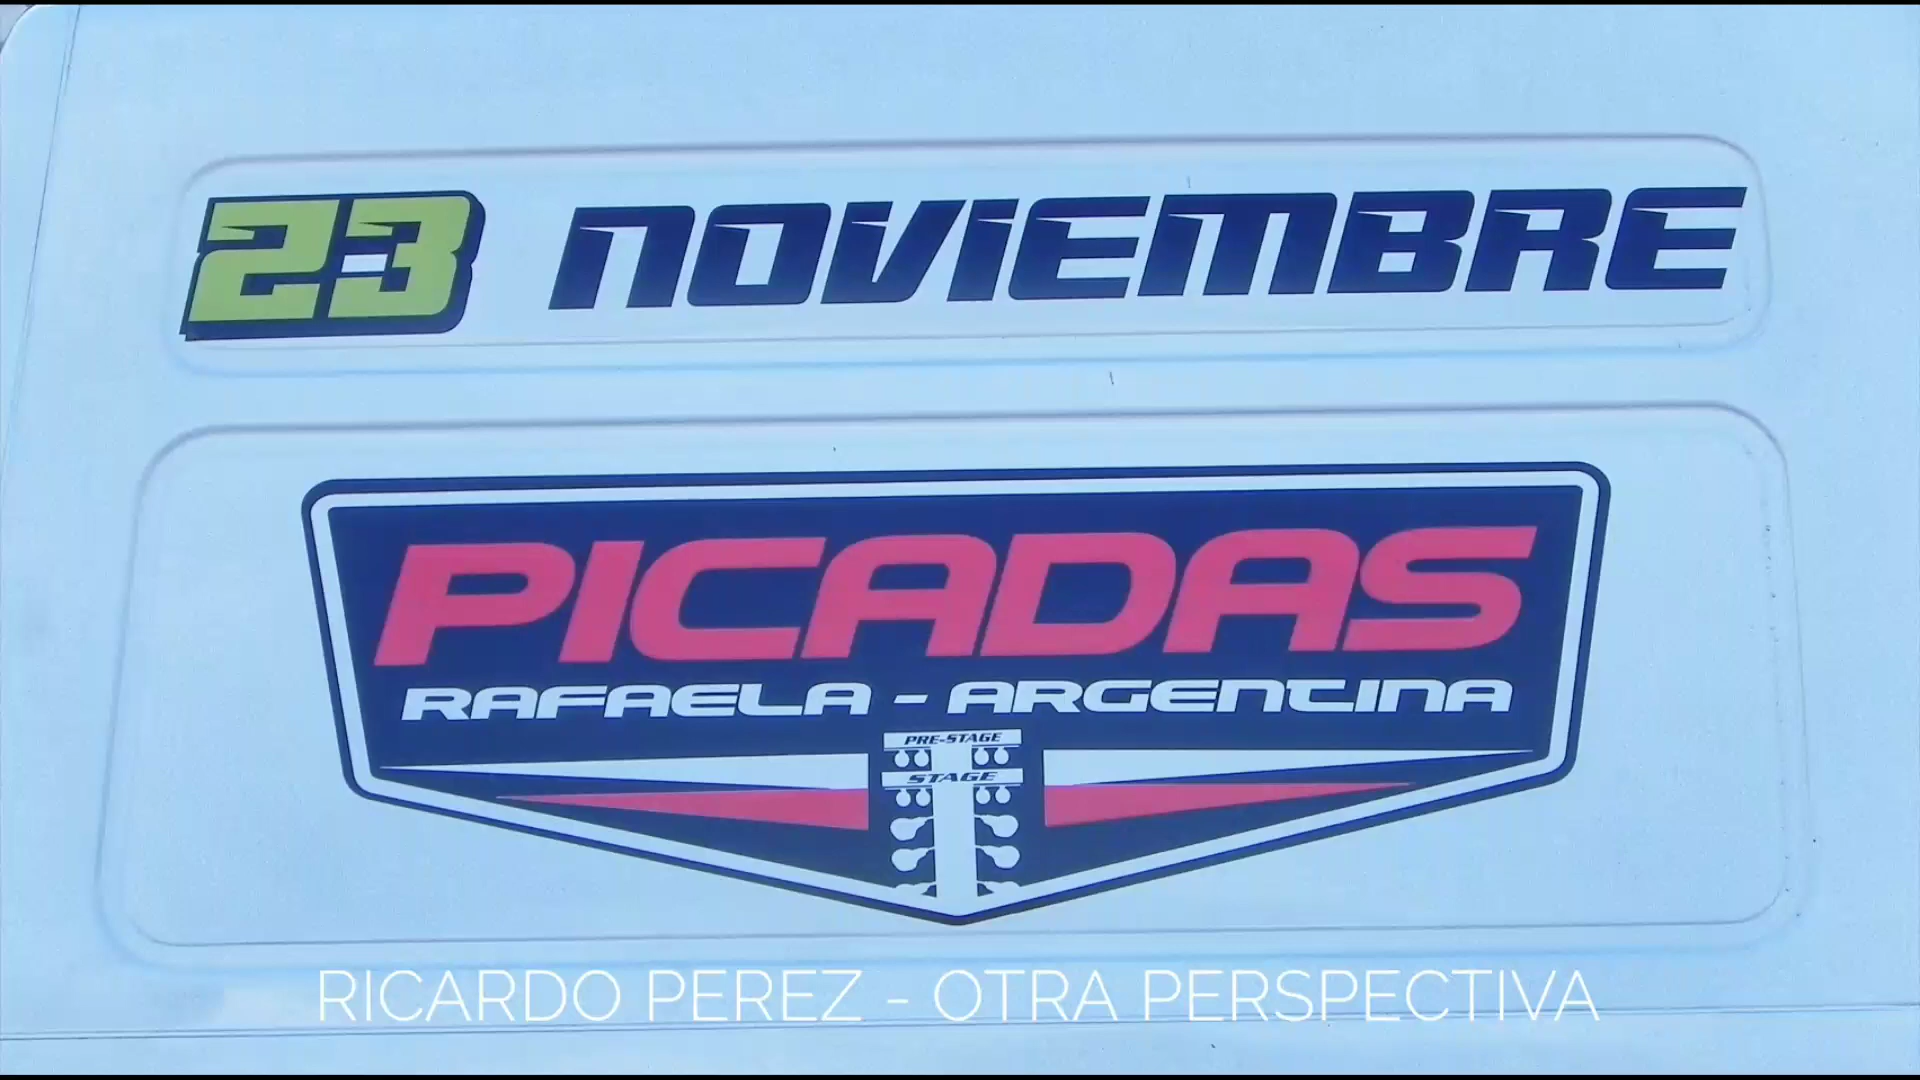 23 NOVIEMBRE
PICADAS
RAFAELA - ARGENTINA
PRE-STAGE
STAGE
RICARDO PEREZ - OTRA PERSPECTIVA